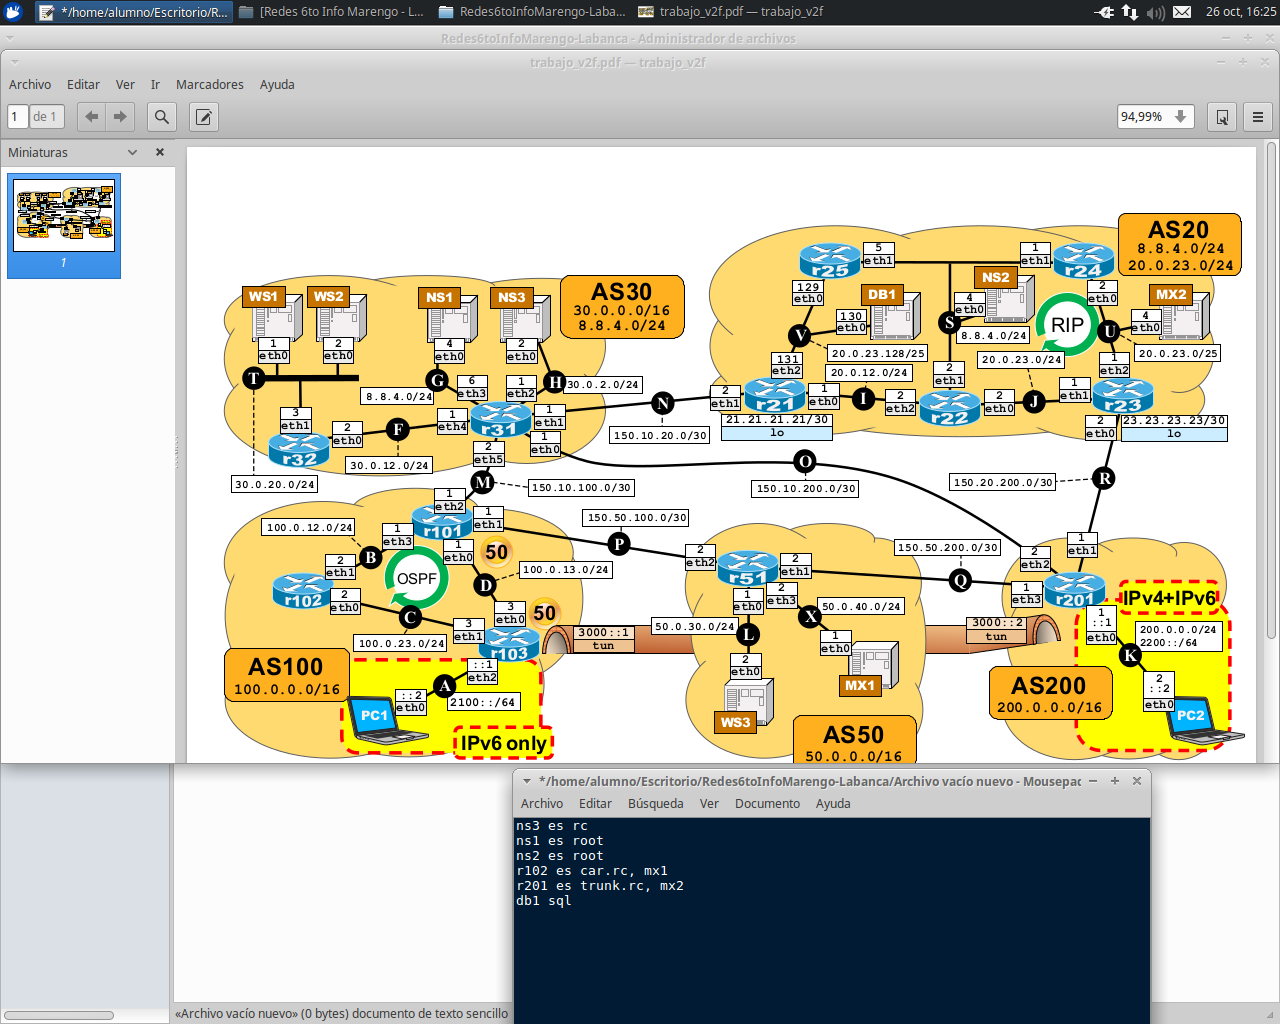 */home/alumno/Escritorio/R...
[Redes 6to Info Marengo - L...
Redes6toInfoMarengo-Laba...
trabajo_v2f.pdf — trabajo_v2f
26 oct, 16:25
Redes6toInfoMarengo-Labanca - Administrador de archivos
trabajo_v2f.pdf — trabajo_v2f
Archivo Editar Ver Ir Marcadores Ayuda
1 de 1
94,99%
Miniaturas
1
AS20
8.8.4.0/24
20.0.23.0/24
r25
5
eth1
1
eth1
r24
NS2
4
eth0
S
8.8.4.0/24
2
eth0
RIP
MX2
4
eth0
U
20.0.23.0/25
129
eth0
DB1
130
eth0
V
20.0.23.128/25
131
eth2
20.0.12.0/24
20.0.23.0/24
2
eth1
1
eth2
2
eth1
r21
1
eth0
I
2
eth2
r22
2
eth0
J
1
eth1
r23
21.21.21.21/30
lo
2
eth0
23.23.23.23/30
lo
AS30
30.0.0.0/16
8.8.4.0/24
WS1
WS2
NS1
NS3
1
eth0
2
eth0
4
eth0
2
eth0
T
G
6
eth3
1
eth2
H
30.0.2.0/24
8.8.4.0/24
3
eth1
r32
2
eth0
F
1
eth4
r31
1
eth1
1
eth0
N
150.10.20.0/30
30.0.12.0/24
30.0.20.0/24
2
eth5
M
150.10.100.0/30
O
150.10.200.0/30
150.20.200.0/30
R
1
eth2
r101
1
eth1
150.50.100.0/30
P
100.0.12.0/24
1
eth3
B
2
eth1
1
eth0
50
D
100.0.13.0/24
OSPF
r102
2
eth0
C
100.0.23.0/24
3
eth1
3
eth0
50
r103
3000::1
tun
AS100
100.0.0.0/16
::1
eth2
A
::2
eth0
2100::/64
PC1
IPv6 only
2
eth2
r51
2
eth1
150.50.200.0/30
Q
1
eth0
2
eth3
X
50.0.40.0/24
50.0.30.0/24
L
1
eth0
2
eth0
MX1
WS3
AS50
50.0.0.0/16
1
eth1
2
eth2
1
eth3
r201
3000::2
tun
IPv4+IPv6
1
::1
eth0
200.0.0.0/24
2200::/64
K
2
::2
eth0
PC2
AS200
200.0.0.0/16
*/home/alumno/Escritorio/Redes6toInfoMarengo-Labanca/Archivo vacío nuevo - Mousepad
Archivo Editar Búsqueda Ver Documento Ayuda
ns3 es rc
ns1 es root
ns2 es root
r102 es car.rc, mx1
r201 es trunk.rc, mx2
db1 sql
«Archivo vacío nuevo» (0 bytes) documento de texto sencillo